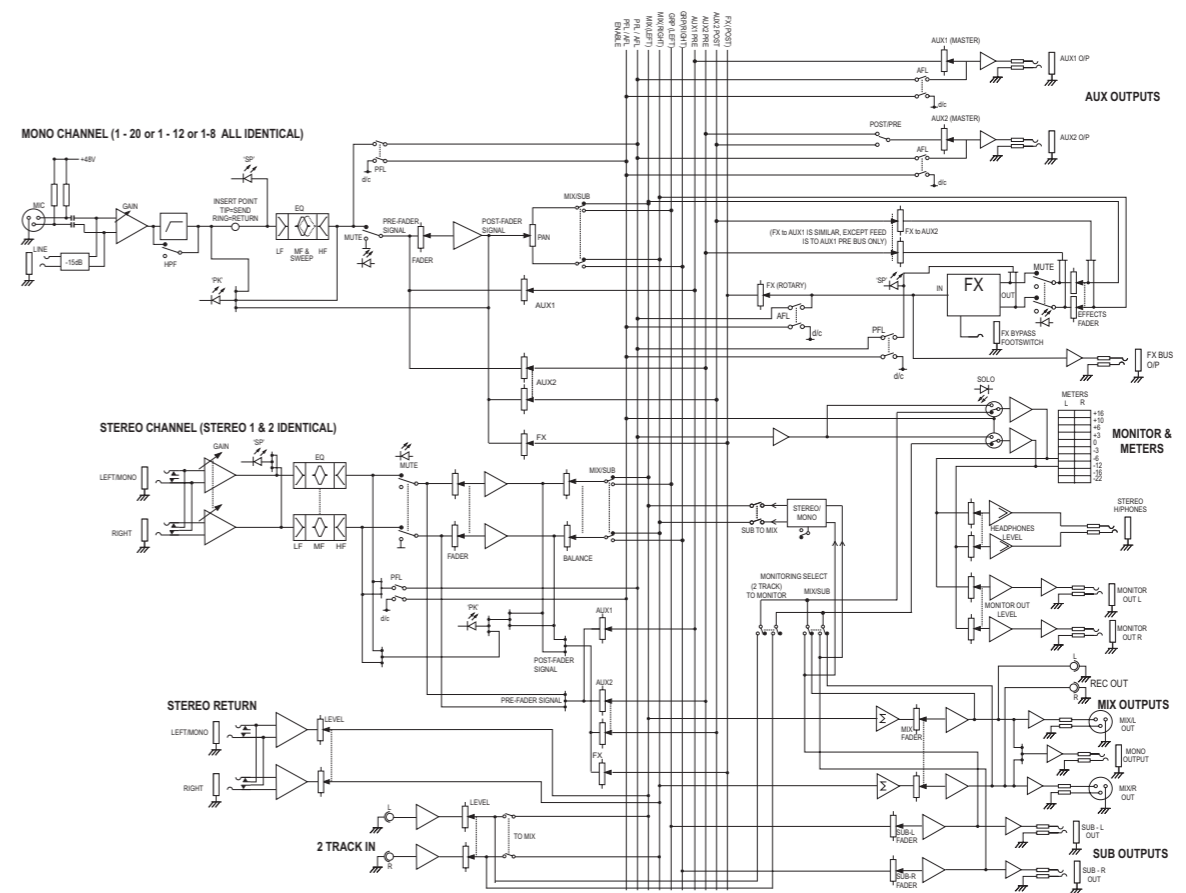 PFL / AFL
ENABLE
PFL / AFL
MIX(LEFT)
MIX(RIGHT)
GRP (LEFT)
GRP(RIGHT)
AUX1 PRE
AUX2 PRE
AUX2 POST
FX (POST)
AUX1 (MASTER)
AUX1 O/P
AFL
d/c
AUX OUTPUTS
POST/PRE
AUX2 (MASTER)
AUX2 O/P
AFL
d/c
MONO CHANNEL (1 - 20 or 1 - 12 or 1-8 ALL IDENTICAL)
+48V
'SP'
PFL
d/c
MIC
GAIN
INSERT POINT
TIP=SEND
RING=RETURN
EQ
LF
MF &
SWEEP
HF
MUTE
PRE-FADER
SIGNAL
FADER
POST-FADER
SIGNAL
PAN
MIX/SUB
LINE
-15dB
HPF
'PK'
AUX1
AUX2
FX
(FX to AUX1 IS SIMILAR, EXCEPT FEED
IS TO AUX1 PRE BUS ONLY)
FX to AUX2
'SP'
FX (ROTARY)
IN
FX
OUT
MUTE
EFFECTS
FADER
AFL
d/c
PFL
d/c
FX BYPASS
FOOTSWITCH
FX BUS
O/P
SOLO
METERS
L R
+16
+10
+6
+3
0
-3
-6
-12
-16
-22
MONITOR &
METERS
STEREO CHANNEL (STEREO 1 & 2 IDENTICAL)
GAIN
'SP'
EQ
MUTE
MIX/SUB
LEFT/MONO
RIGHT
LF
MF
HF
FADER
BALANCE
PFL
d/c
'PK'
POST-FADER
SIGNAL
PRE-FADER SIGNAL
AUX1
AUX2
FX
SUB TO MIX
STEREO/
MONO
MONITORING SELECT
(2 TRACK)
TO MONITOR
MIX/SUB
HEADPHONES
LEVEL
STEREO
H/PHONES
MONITOR OUT
LEVEL
MONITOR
OUT L
MONITOR
OUT R
STEREO RETURN
LEFT/MONO
LEVEL
RIGHT
L
REC OUT
R
MIX OUTPUTS
Σ
MIX
FADER
MIX/L
OUT
MONO
OUTPUT
Σ
MIX/R
OUT
2 TRACK IN
L
R
LEVEL
TO MIX
SUB-L
FADER
SUB - L
OUT
SUB-R
FADER
SUB - R
OUT
SUB OUTPUTS